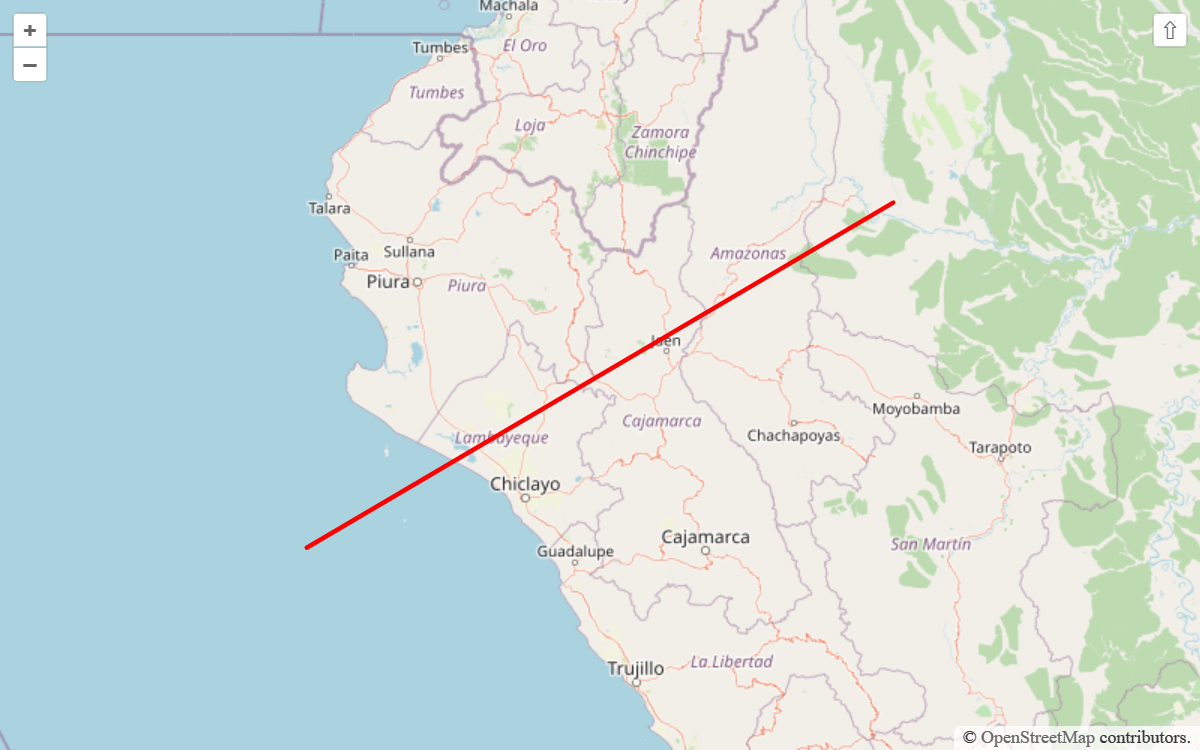 Machala
El Oro
Tumbes
Tumbes
Loja
Zamora
Chinchipe
Talara
Sullana
Paita
Amazonas
Piura
Piura
Jaén
Moyobamba
Cajamarca
Chachapoyas
Lambayeque
Tarapoto
Chiclayo
Cajamarca
San Martín
Guadalupe
La Libertad
Trujillo
© OpenStreetMap contributors.